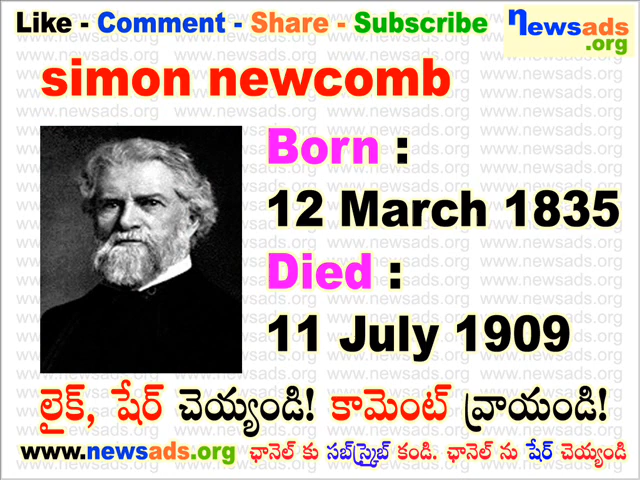 Like - Comment - Share - Subscribe
newsads
.org
simon newcomb
Born :
12 March 1835
Died :
11 July 1909
లైక్, షేర్ చెయ్యండి! కామెంట్ వ్రాయండి!
www.newsads.org ఛానెల్ కు సబ్‌స్క్రైబ్ కండి. ఛానెల్ ను షేర్ చెయ్యండి